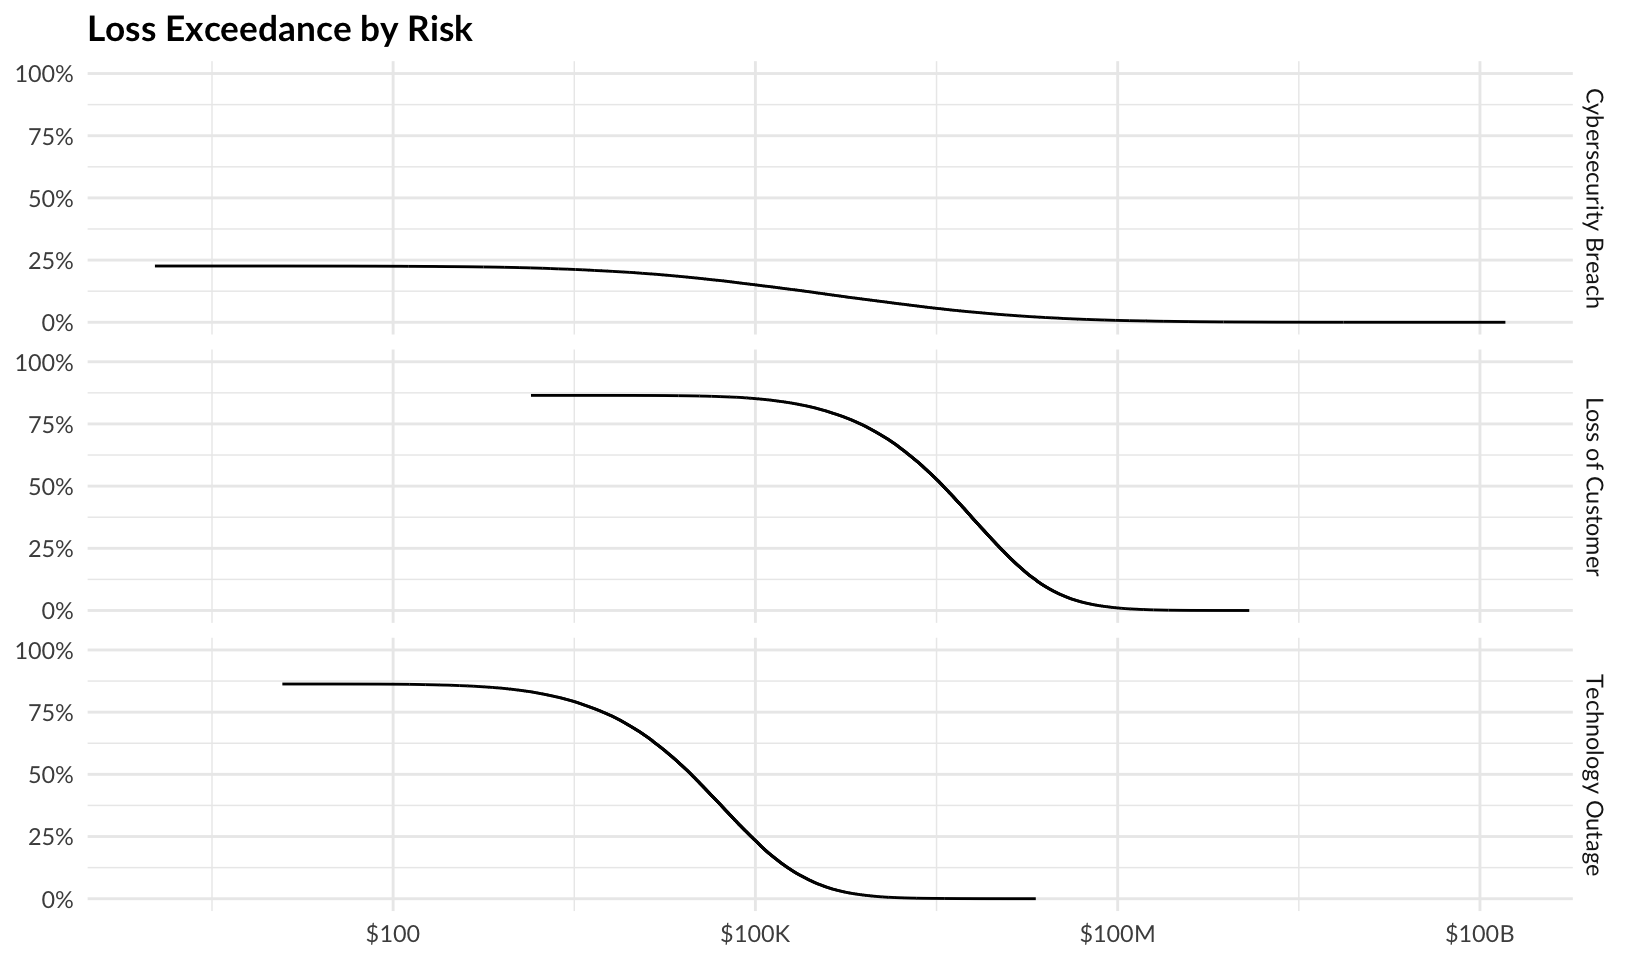 Loss Exceedance by Risk
100%
75%
50%
25%
0%
Cybersecurity Breach
100%
75%
50%
25%
0%
Loss of Customer
100%
75%
50%
25%
0%
Technology Outage
$100
$100K
$100M
$100B